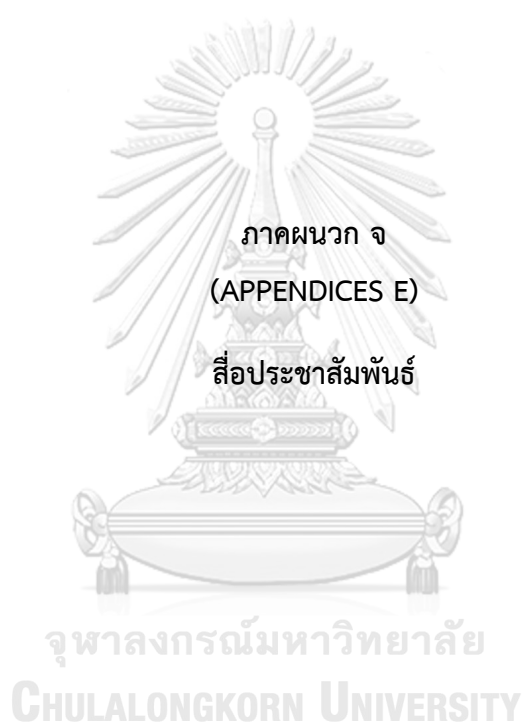 ภาคผนวก จ
(APPENDICES E)
สื่อประชาสัมพันธ์
จุฬาลงกรณ์มหาวิทยาลัย
CHULALONGKORN UNIVERSITY